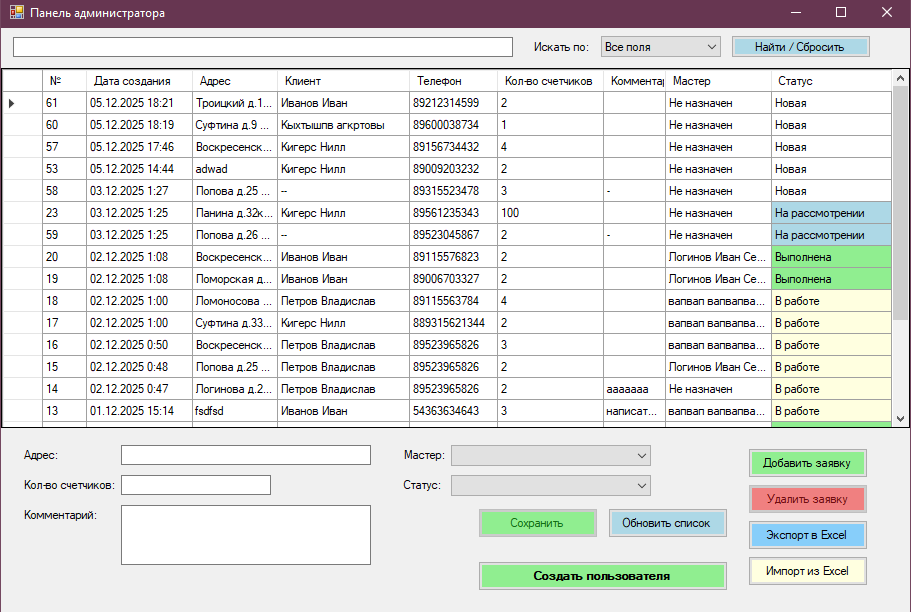 Панель администратора
Искать по: Все поля Найти / Сбросить
№ Дата создания Адрес Клиент Телефон Кол-во счетчиков Комментар Мастер Статус
61 05.12.2025 18:21 Троицкий д.1... Иванов Иван 89212314599 2 Не назначен Новая
60 05.12.2025 18:19 Суфтина д.9 ... Кыхтышпв агкртовы 89600038734 1 Не назначен Новая
57 05.12.2025 17:46 Воскресенск... Кигерс Нилл 89156734432 4 Не назначен Новая
53 05.12.2025 14:44 adwad Кигерс Нилл 89009203232 2 Не назначен Новая
58 03.12.2025 1:27 Попова д.25 ... -- 89315523478 3 - Не назначен Новая
23 03.12.2025 1:25 Панина д.32к... Кигерс Нилл 89561235343 100 Не назначен На рассмотрении
59 03.12.2025 1:25 Попова д.26 ... -- 89523045867 2 - Не назначен На рассмотрении
20 02.12.2025 1:08 Воскресенск... Иванов Иван 89115576823 2 Логинов Иван Се... Выполнена
19 02.12.2025 1:08 Поморская д... Иванов Иван 89006703327 2 Логинов Иван Се... Выполнена
18 02.12.2025 1:00 Ломоносова ... Петров Владислав 89115563784 4 вапвап вапвапва... В работе
17 02.12.2025 1:00 Суфтина д.33... Кигерс Нилл 889315621344 2 вапвап вапвапва... В работе
16 02.12.2025 0:50 Воскресенск... Петров Владислав 89523965826 3 вапвап вапвапва... В работе
15 02.12.2025 0:48 Попова д.25 ... Петров Владислав 89523965826 2 Логинов Иван Се... В работе
14 02.12.2025 0:47 Логинова д.2... Петров Владислав 89523965826 2 ааааааа Не назначен В работе
13 01.12.2025 15:14 fsdfsd Иванов Иван 54363634643 3 написат... вапвап вапвапва... В работе
Адрес: Мастер: Добавить заявку
Кол-во счетчиков: Статус: Удалить заявку
Комментарий: Сохранить Обновить список Экспорт в Excel
Создать пользователя Импорт из Excel